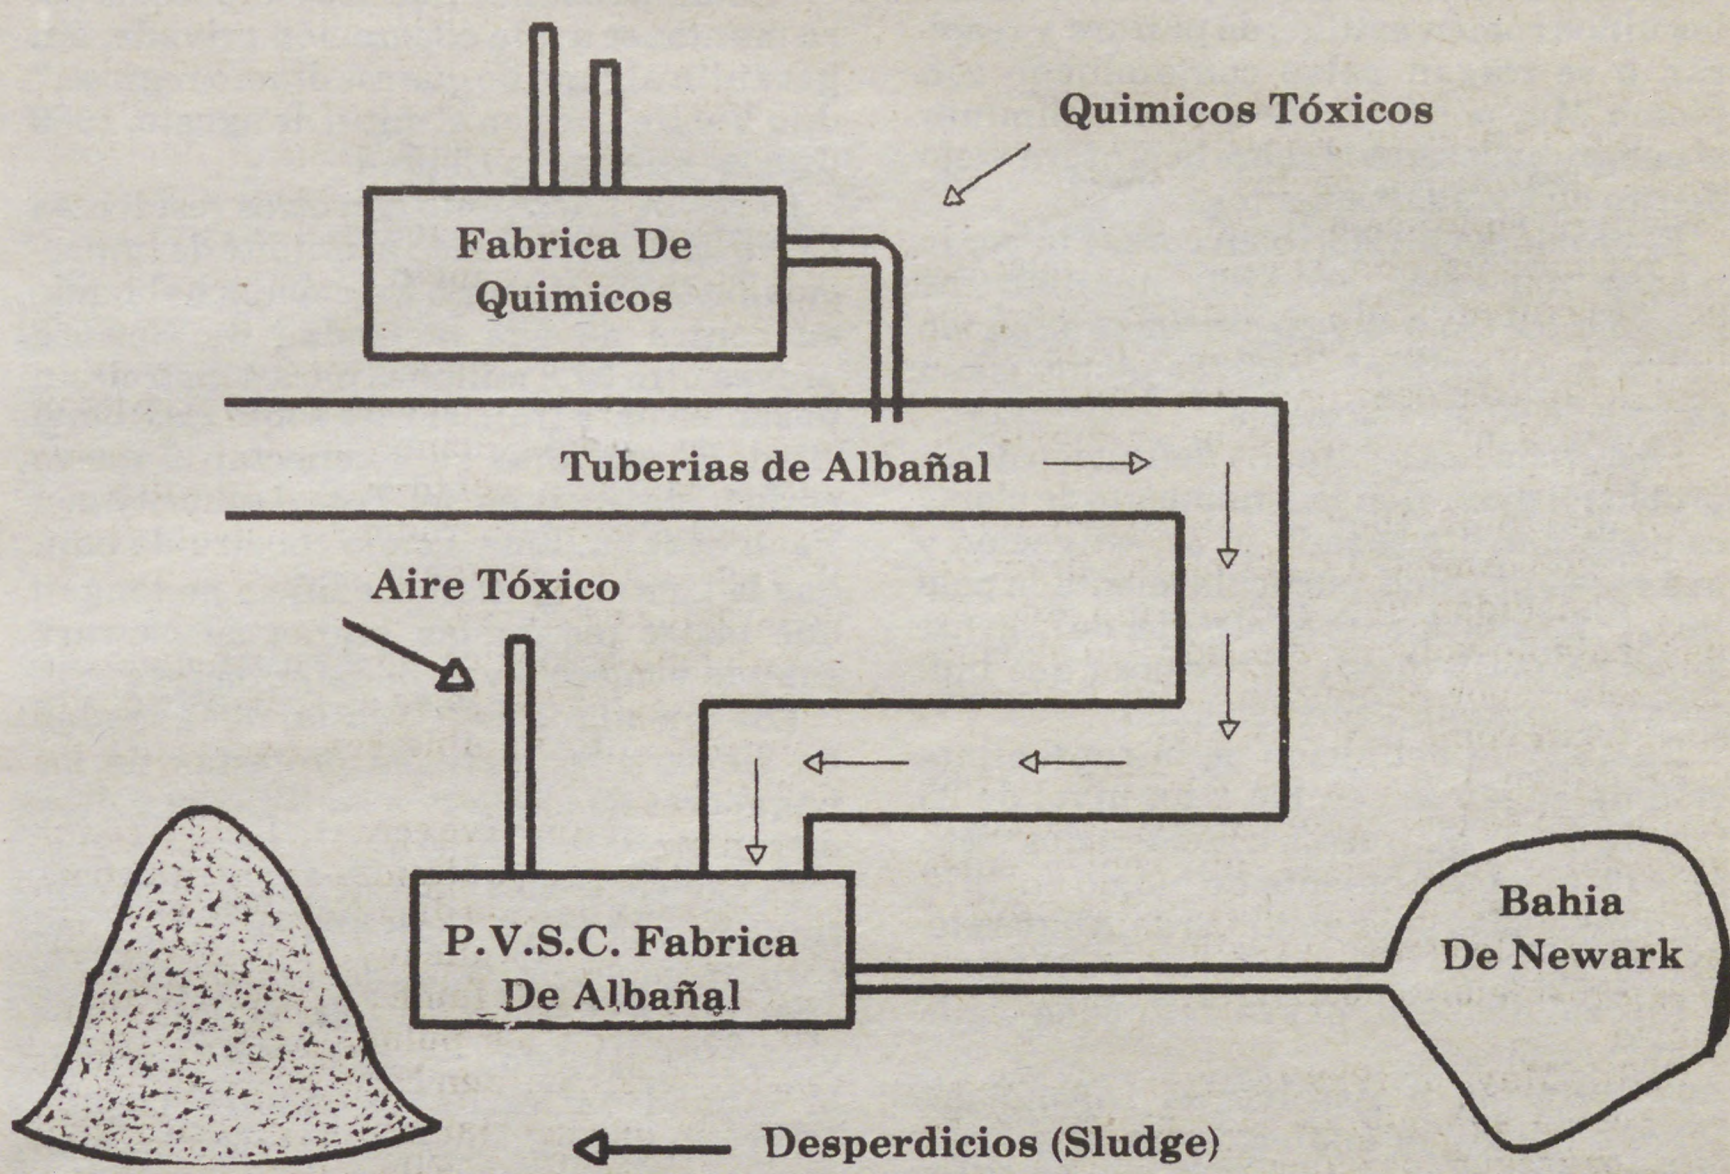 Quimicos Tóxicos
Fabrica De
Quimicos
Tuberias de Albañal
Aire Tóxico
P.V.S.C. Fabrica
De Albañal
Bahia
De Newark
Desperdicios (Sludge)